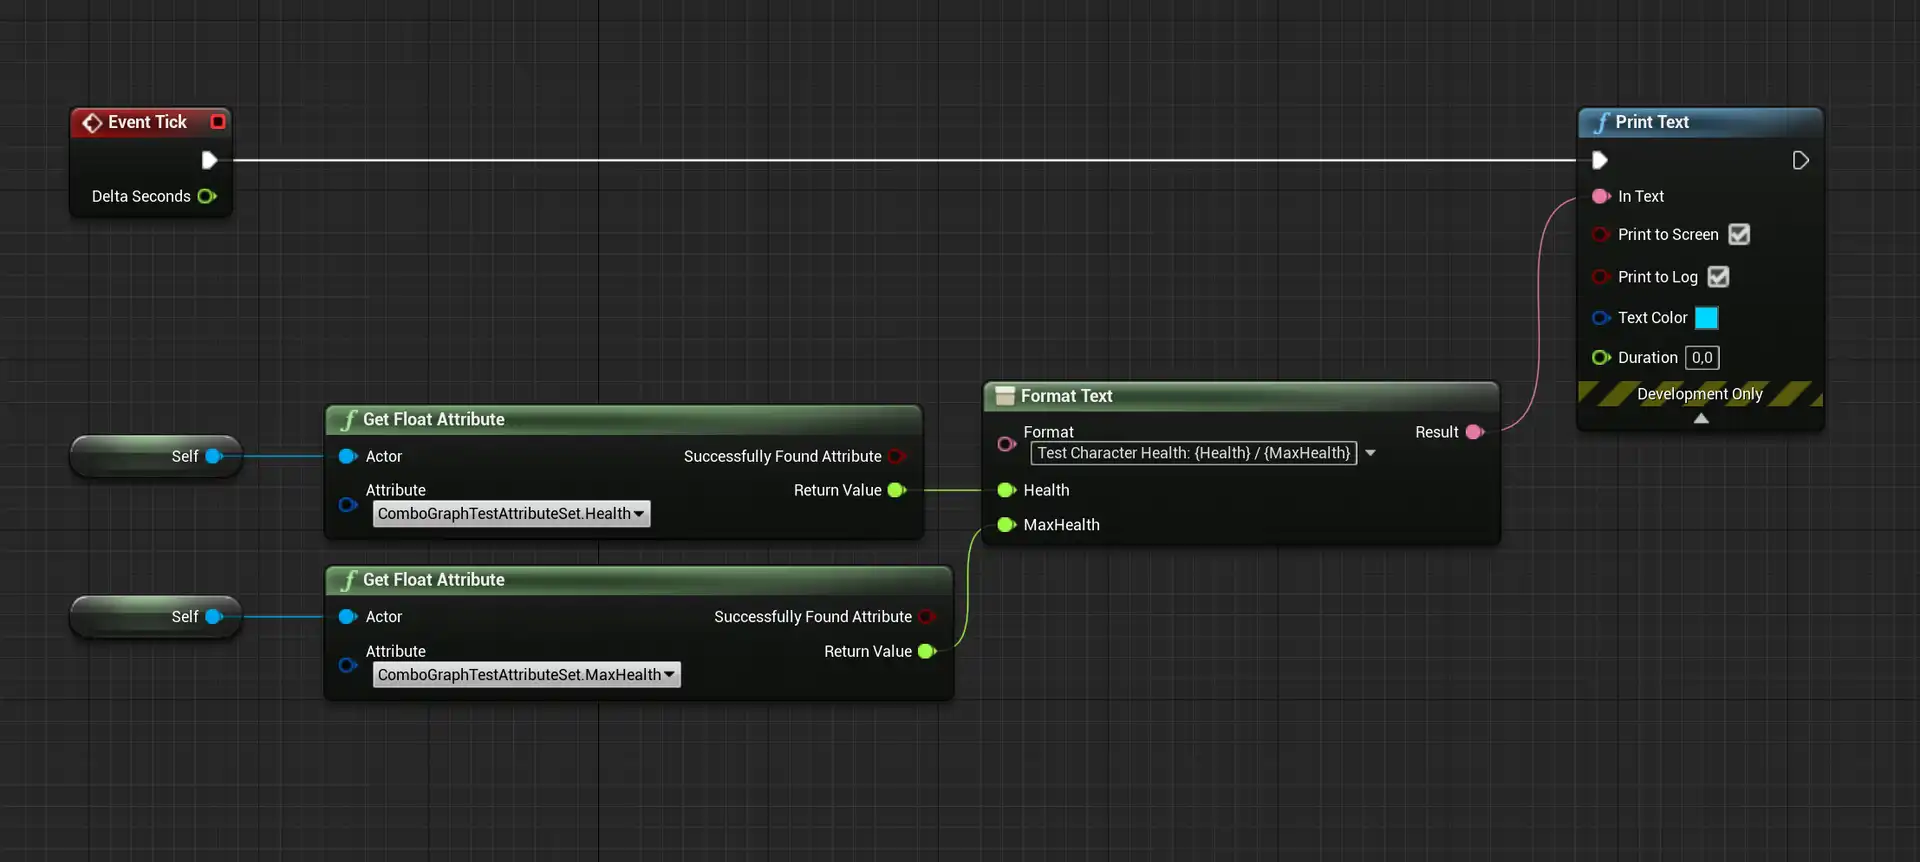 Event Tick
Delta Seconds
Print Text
In Text
Print to Screen
Print to Log
Text Color
Duration 0,0
Development Only
Self
Get Float Attribute
Actor
Successfully Found Attribute
Attribute
Return Value
ComboGraphTestAttributeSet.Health
Format Text
Format
Result
Test Character Health: {Health} / {MaxHealth}
Health
MaxHealth
Self
Get Float Attribute
Actor
Successfully Found Attribute
Attribute
Return Value
ComboGraphTestAttributeSet.MaxHealth